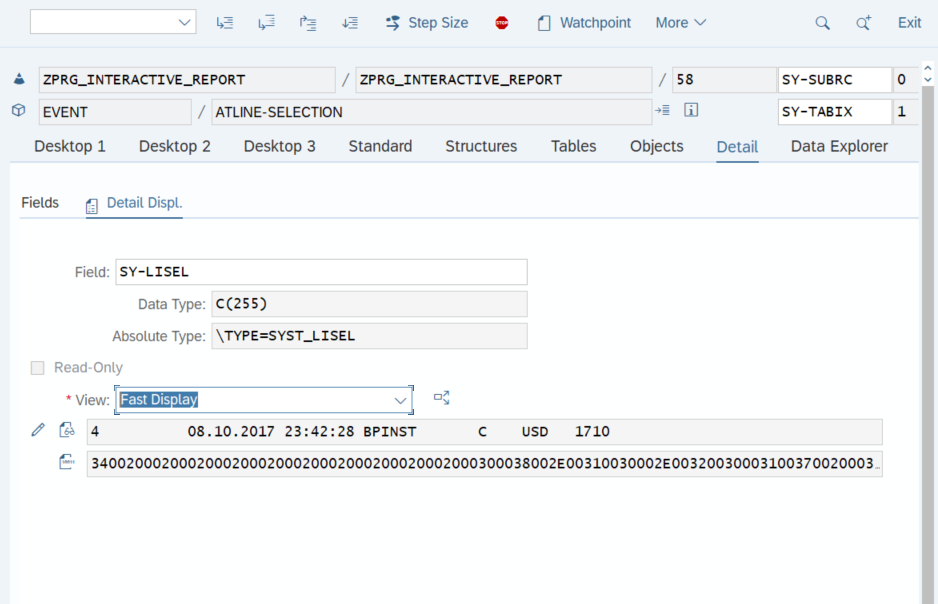 Step Size STOP Watchpoint More Exit
ZPRG_INTERACTIVE_REPORT / ZPRG_INTERACTIVE_REPORT / 58 SY-SUBRC 0
EVENT / ATLINE-SELECTION SY-TABIX 1
Desktop 1 Desktop 2 Desktop 3 Standard Structures Tables Objects Detail Data Explorer
Fields Detail Displ.
Field: SY-LISEL
Data Type: C(255)
Absolute Type: \TYPE=SYST_LISEL
Read-Only
* View: Fast Display
4 08.10.2017 23:42:28 BPINST C USD 1710
34002000200020002000200020002000200020002000300038002E00310030002E00320030003100370020003…